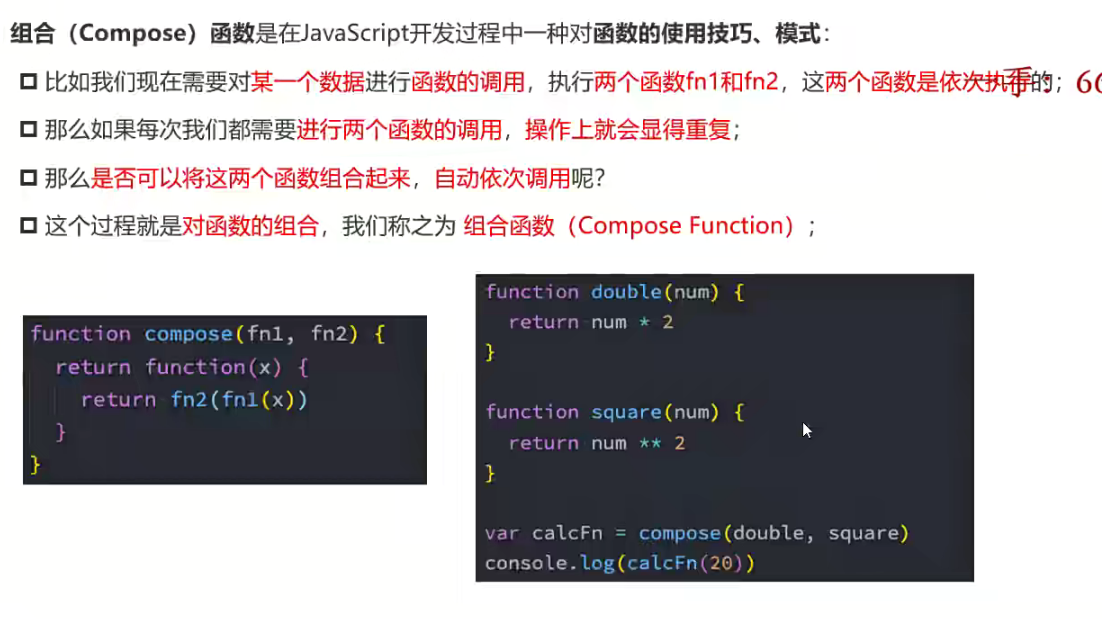 组合（Compose）函数是在JavaScript开发过程中一种对函数的使用技巧、模式：
比如我们现在需要对某一个数据进行函数的调用，执行两个函数fn1和fn2，这两个函数是依次执行的；
那么如果每次我们都需要进行两个函数的调用，操作上就会显得重复；
那么是否可以将这两个函数组合起来，自动依次调用呢？
这个过程就是对函数的组合，我们称之为 组合函数（Compose Function）；
function compose(fn1, fn2) {
  return function(x) {
    return fn2(fn1(x))
  }
}
function double(num) {
  return num * 2
}
function square(num) {
  return num ** 2
}
var calcFn = compose(double, square)
console.log(calcFn(20))